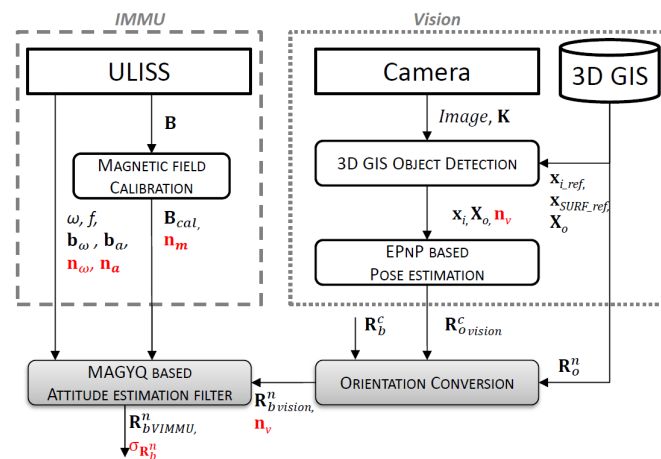 IMMU
Vision
ULISS
Camera
3D GIS
B
Image, K
MAGNETIC FIELD
CALIBRATION
3D GIS OBJECT DETECTION
ω, f,
b_ω , b_a,
n_ω, n_a
B_cal,
n_m
x_i, X_o, n_v
x_i_ref,
x_SURF_ref,
X_o
EPNP BASED
POSE ESTIMATION
R_b^c
R_o vision^c
R_o^n
MAGYQ BASED
ATTITUDE ESTIMATION FILTER
ORIENTATION CONVERSION
R_b vision^n,
n_v
R_bVIMMU^n,
σ_R_b^n